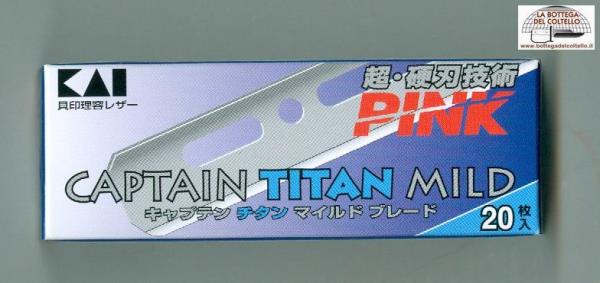 LA BOTTEGA
DEL COLTELLO
www.bottegadelcoltello.it
KAI
貝印理容レザー
超・硬刃技術
PINK
CAPTAIN TITAN MILD
キャプテン チタン マイルド ブレード
20枚入